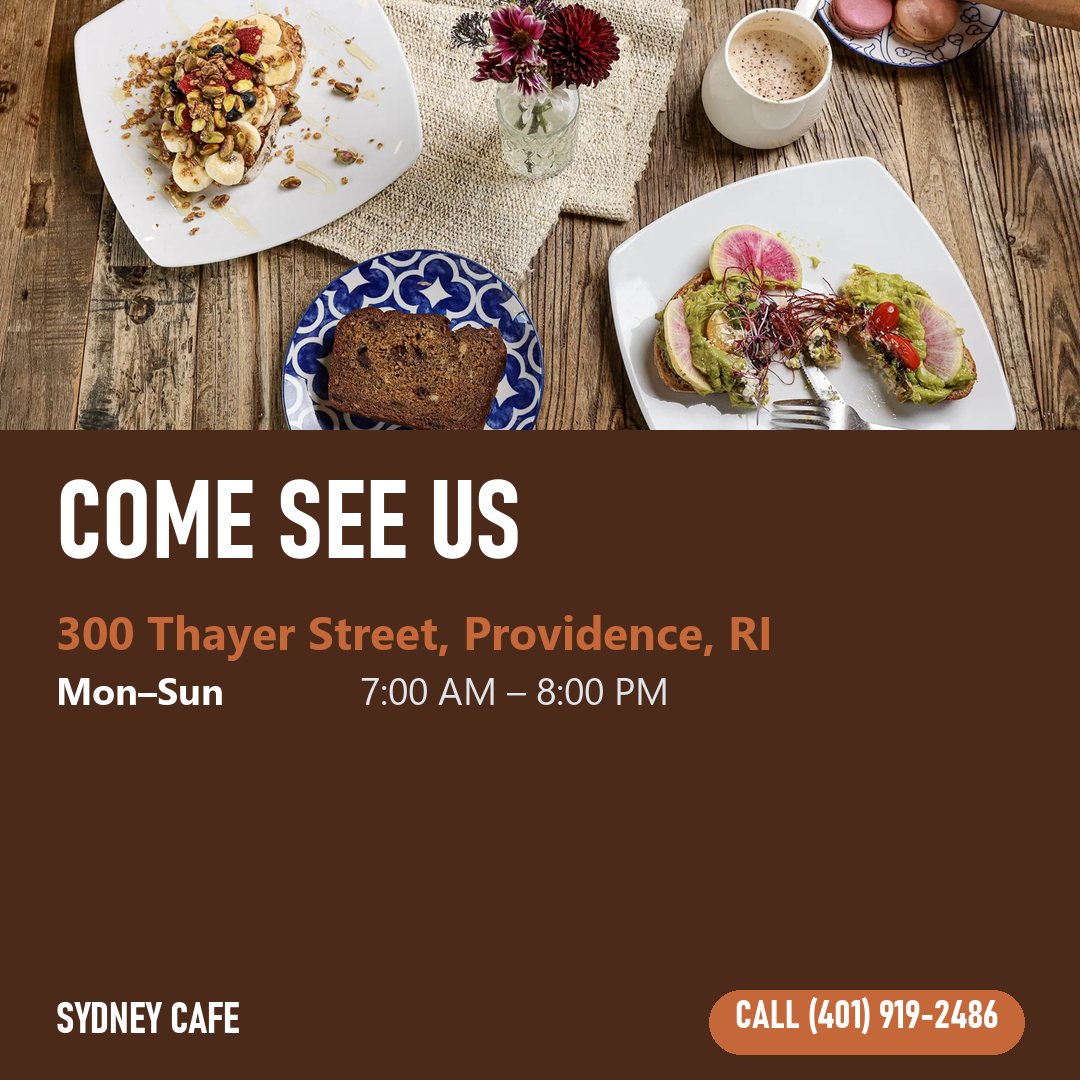 COME SEE US
300 Thayer Street, Providence, RI
Mon–Sun 7:00 AM – 8:00 PM
SYDNEY CAFE
CALL (401) 919-2486